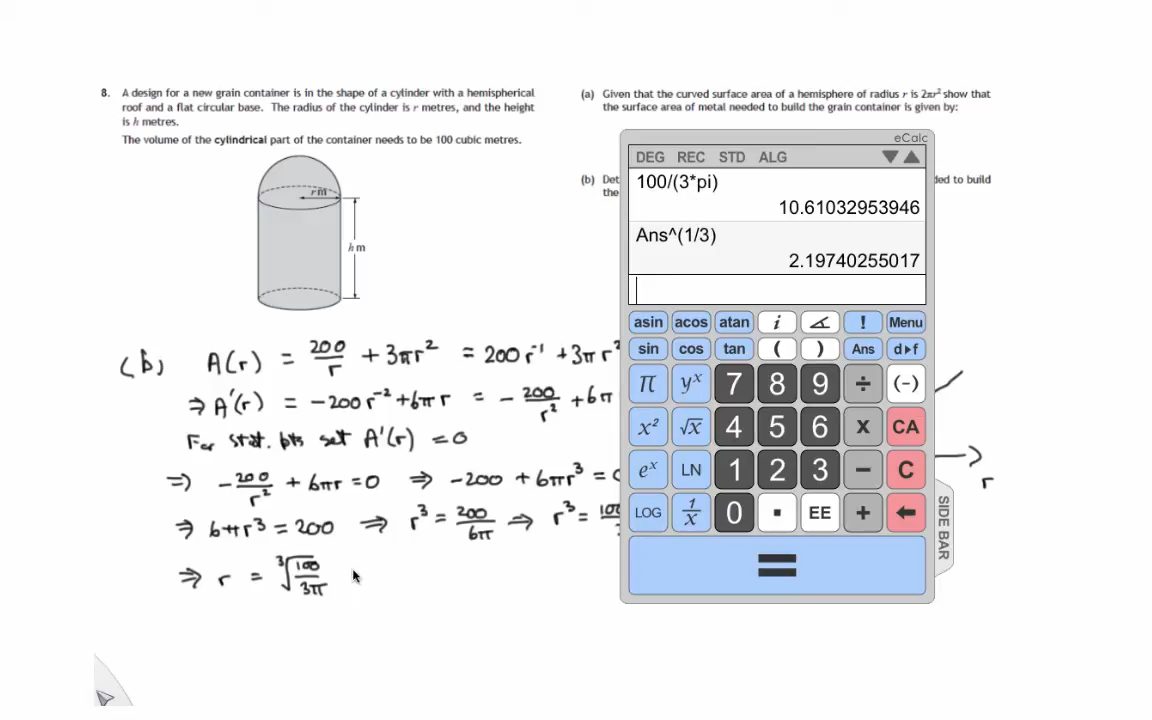 8. A design for a new grain container is in the shape of a cylinder with a hemispherical
roof and a flat circular base. The radius of the cylinder is r metres, and the height
is h metres.
The volume of the cylindrical part of the container needs to be 100 cubic metres.
r m
h m
(a) Given that the curved surface area of a hemisphere of radius r is 2πr² show that
the surface area of metal needed to build the grain container is given by:
(b) Det
ded to build
the
eCalc
DEG REC STD ALG
100/(3*pi)
10.61032953946
Ans^(1/3)
2.19740255017
asin acos atan i ∠ ! Menu
sin cos tan ( ) Ans d▸f
π yˣ 7 8 9 ÷ (-)
x² √x 4 5 6 x CA
eˣ LN 1 2 3 − C
LOG 1/x 0 . EE + ←
=
SIDE BAR
(b) A(r) = 200/r + 3πr² = 200r⁻¹ + 3πr²
⇒ A'(r) = -200r⁻² + 6πr = - 200/r² + 6π
For stat. pts set A'(r) = 0
⇒ - 200/r² + 6πr = 0 ⇒ -200 + 6πr³ = 0
⇒ 6πr³ = 200 ⇒ r³ = 200/6π ⇒ r³ = 10
⇒ r = ³√100/3π
r